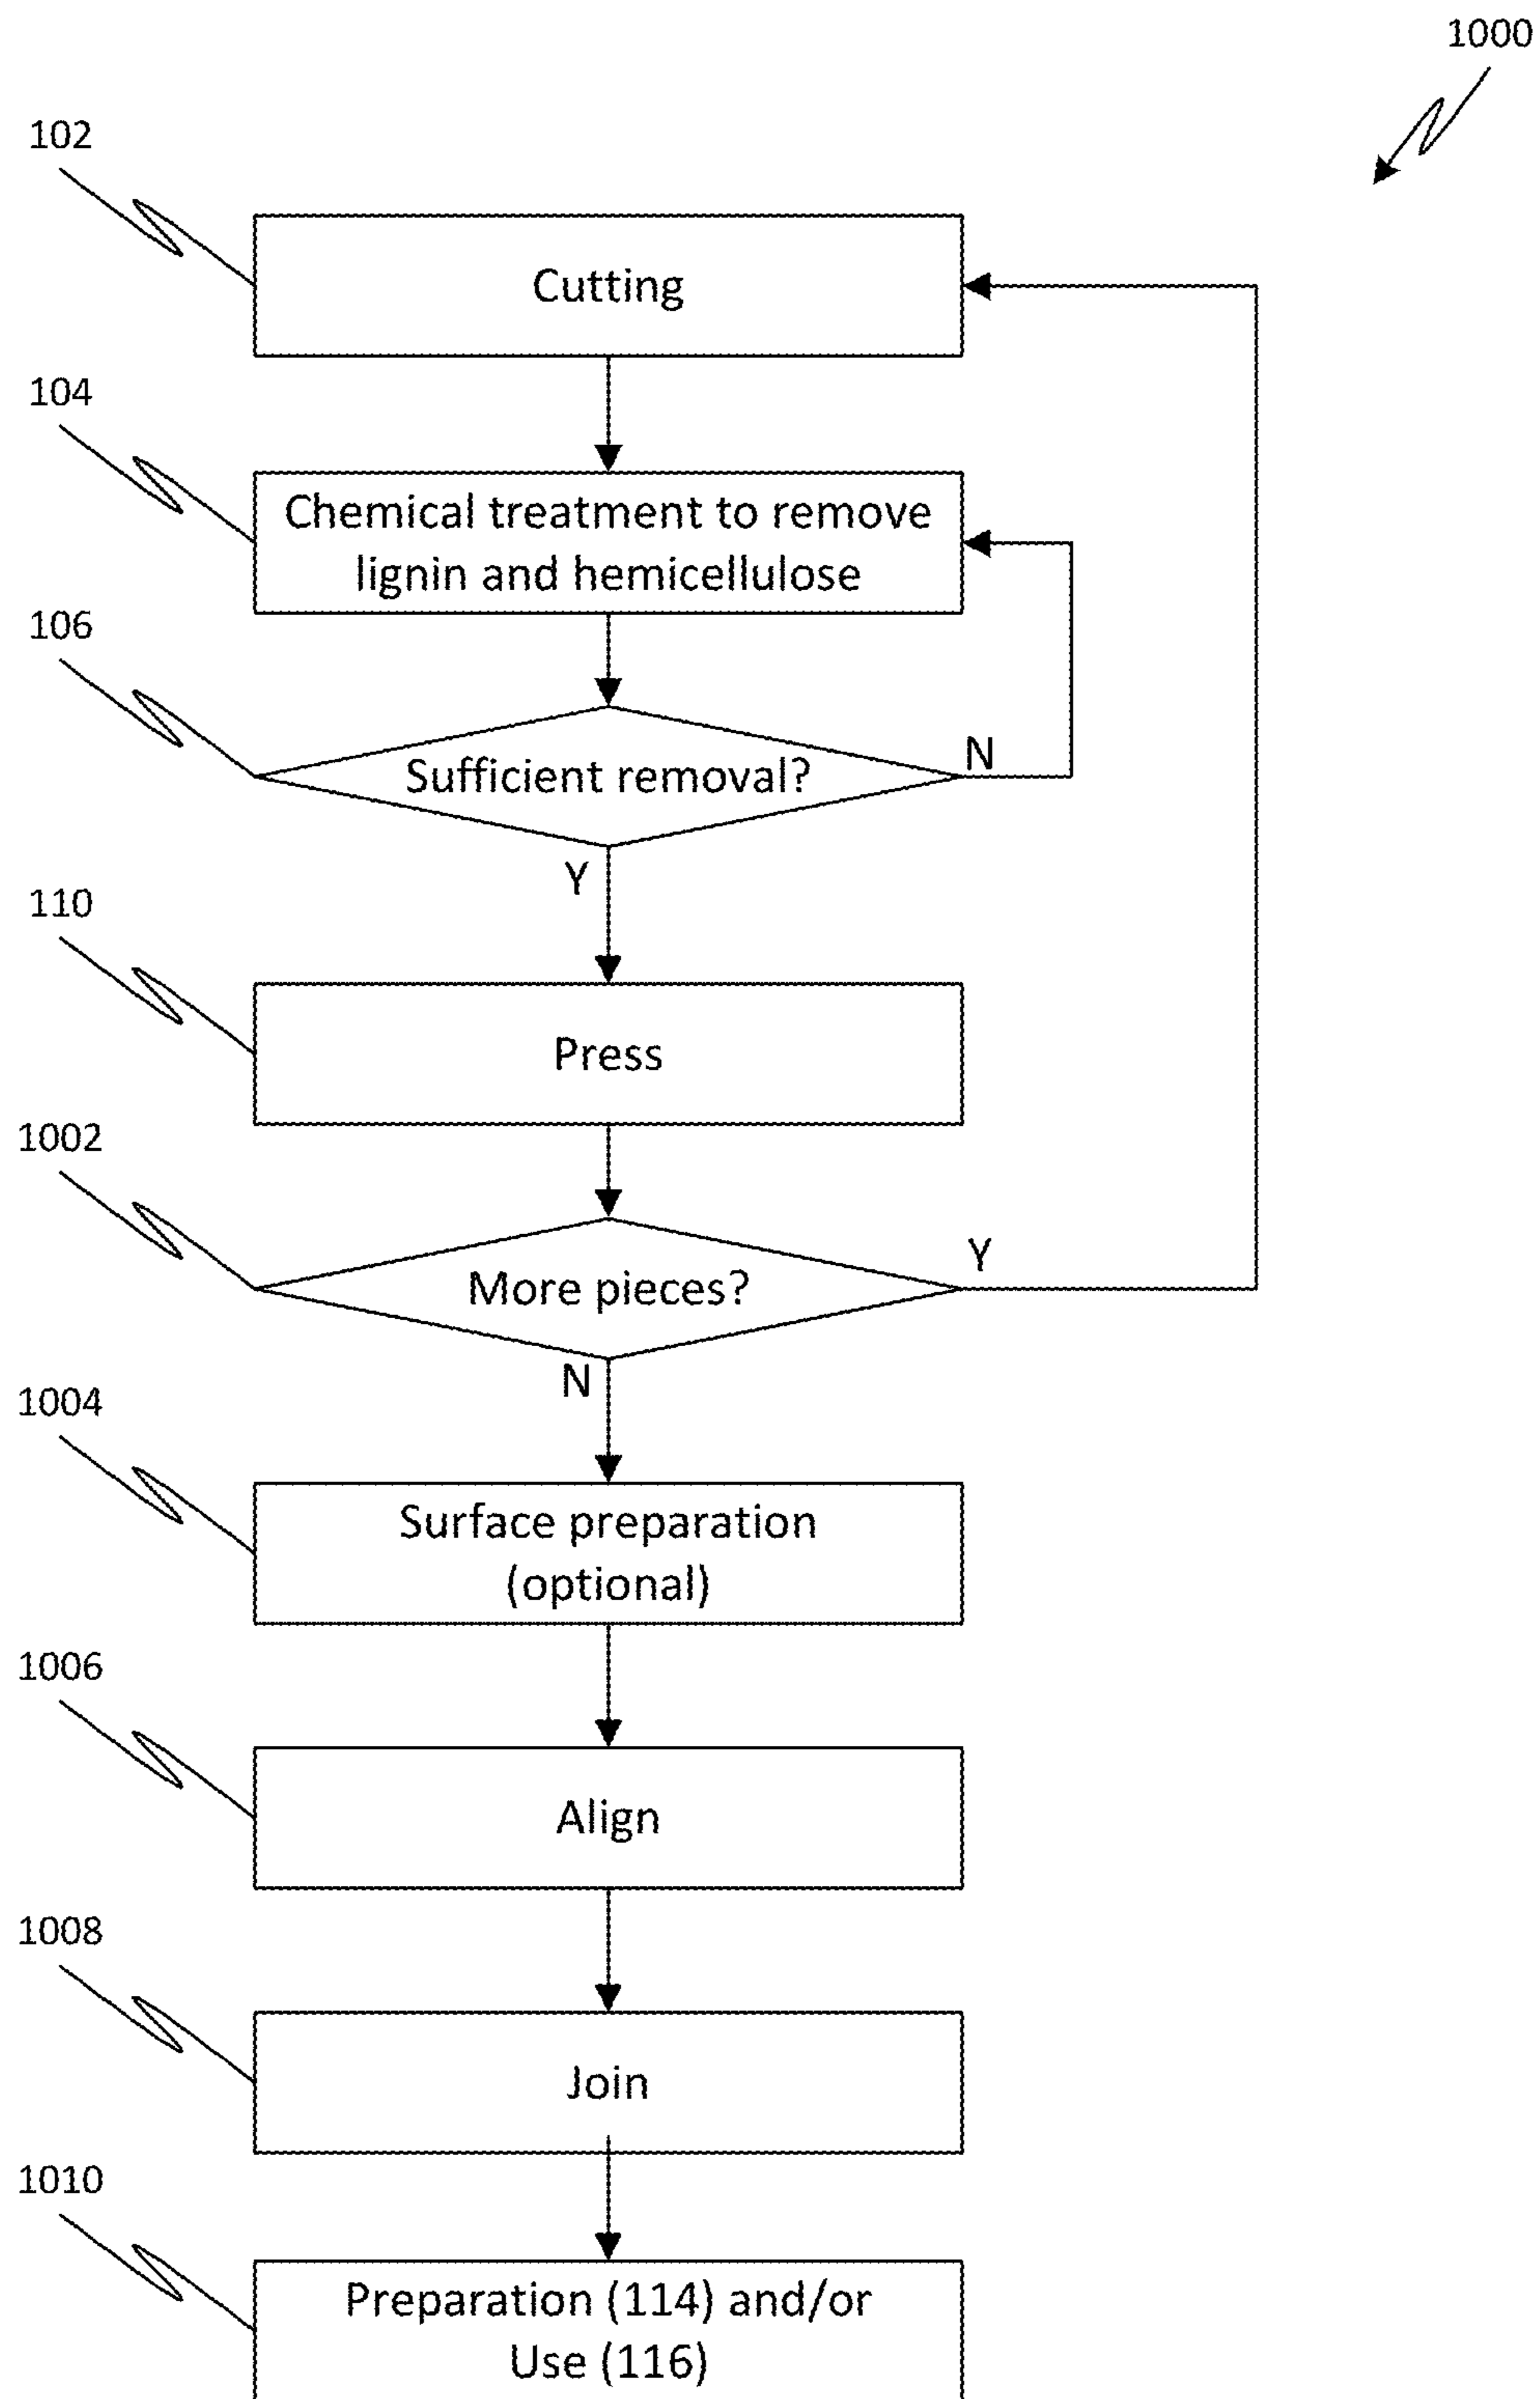 1000
102
Cutting
104
Chemical treatment to remove
lignin and hemicellulose
106
Sufficient removal?
N
Y
110
Press
1002
More pieces?
Y
N
1004
Surface preparation
(optional)
1006
Align
1008
Join
1010
Preparation (114) and/or
Use (116)